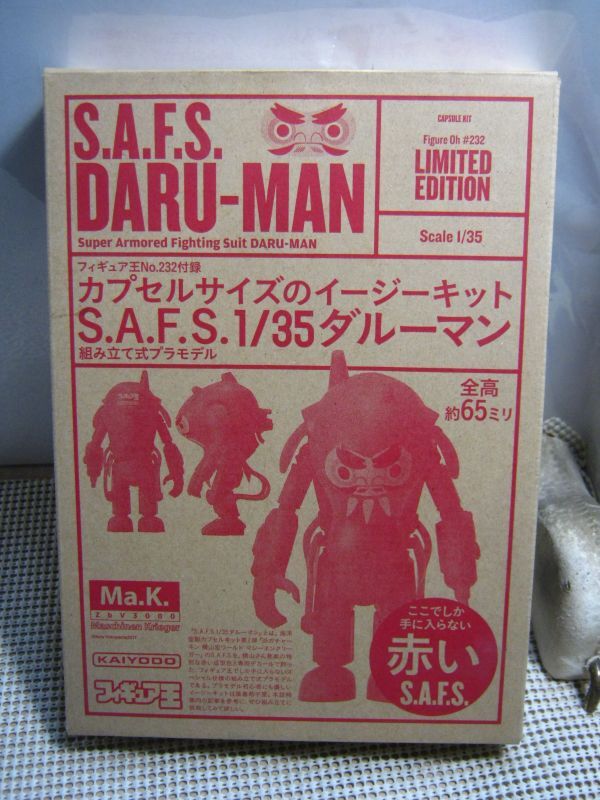 S.A.F.S.
DARU-MAN
Super Armored Fighting Suit DARU-MAN
CAPSULE KIT
Figure Oh #232
LIMITED
EDITION
Scale 1/35
フィギュア王No.232付録
カプセルサイズのイージーキット
S.A.F.S.1/35ダルーマン
組み立て式プラモデル
全高
約65ミリ
Ma.K.
ZbV3000
Maschinen Krieger
KAIYODO
フィギュア王
ここでしか
手に入らない
赤い
S.A.F.S.